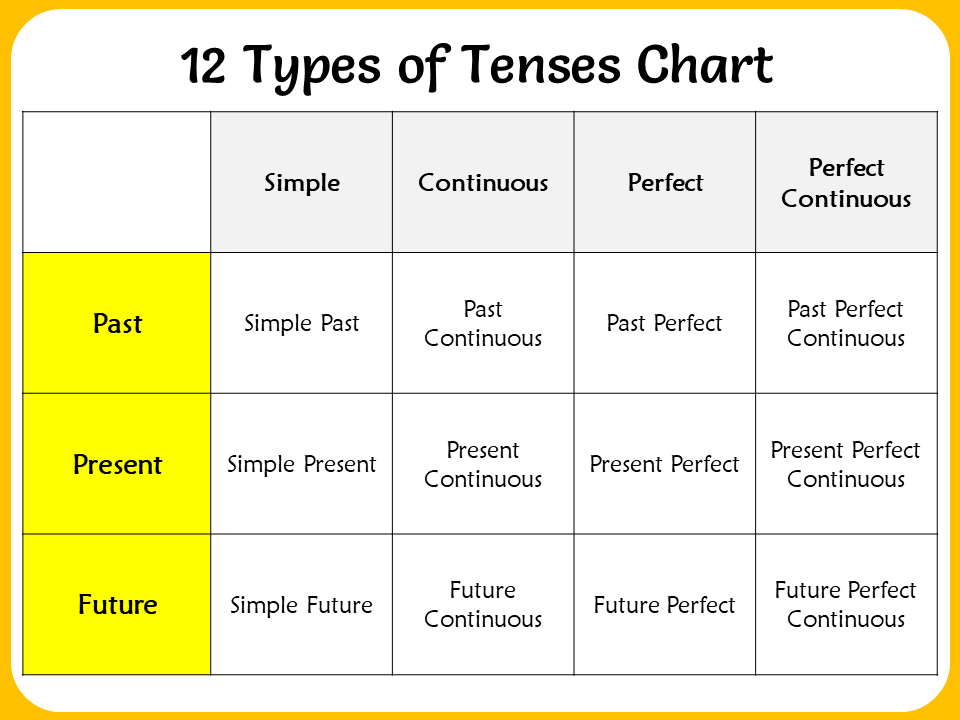 12 Types of Tenses Chart
Simple
Continuous
Perfect
Perfect
Continuous
Past
Simple Past
Past
Continuous
Past Perfect
Past Perfect
Continuous
Present
Simple Present
Present
Continuous
Present Perfect
Present Perfect
Continuous
Future
Simple Future
Future
Continuous
Future Perfect
Future Perfect
Continuous